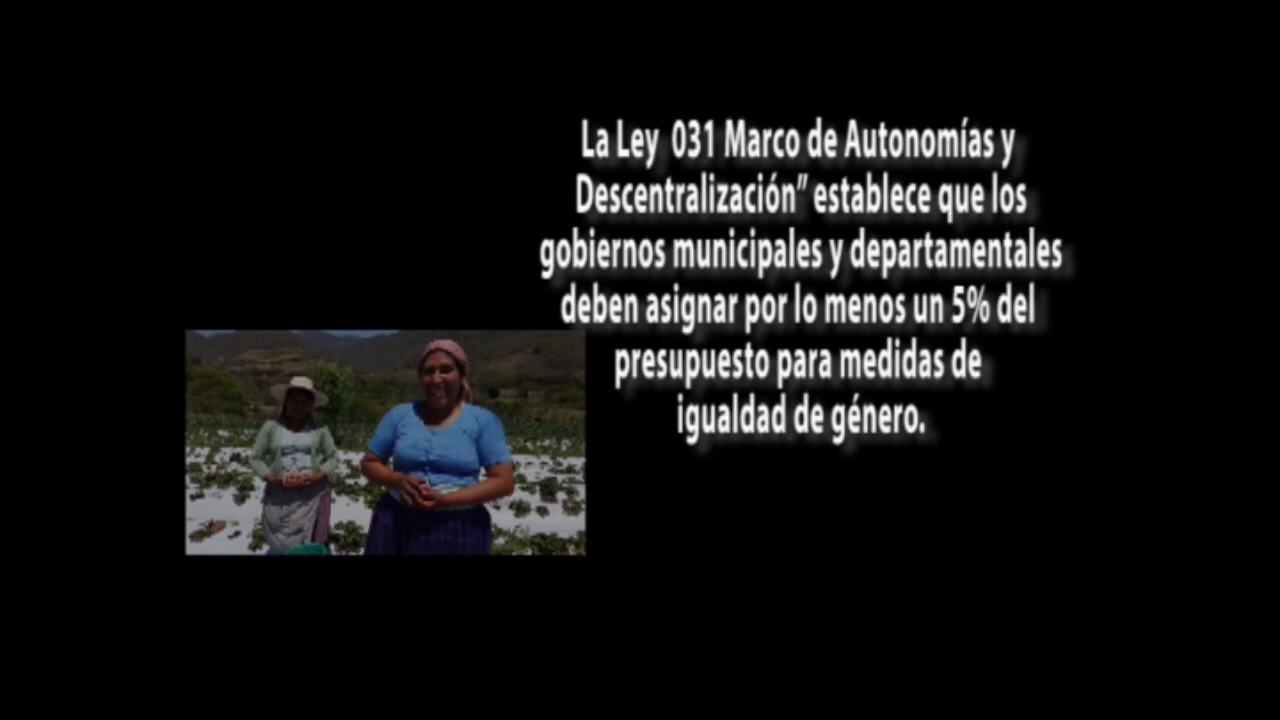 La Ley 031 Marco de Autonomías y
Descentralización” establece que los
gobiernos municipales y departamentales
deben asignar por lo menos un 5% del
presupuesto para medidas de
igualdad de género.